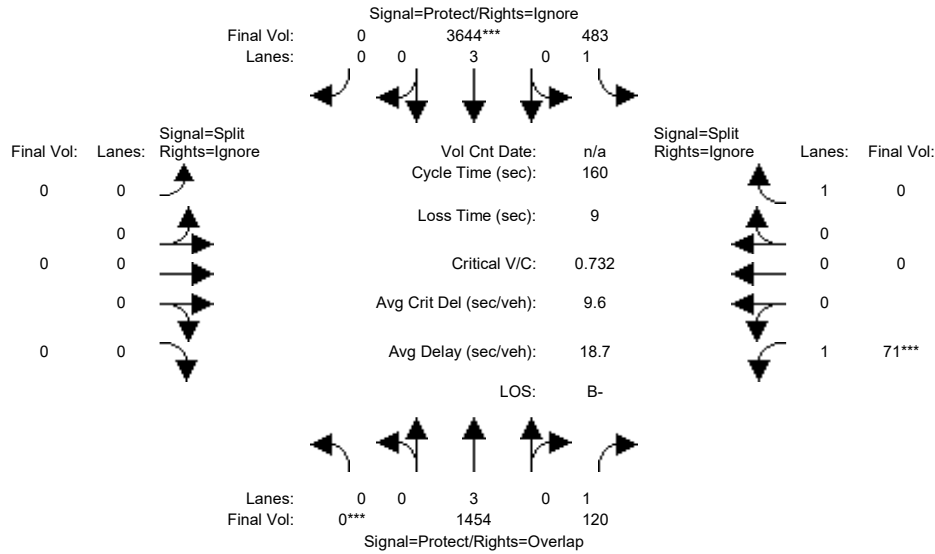 Signal=Protect/Rights=Ignore
Final Vol: 0 3644*** 483
Lanes: 0 0 3 0 1
Signal=Split
Final Vol: Lanes: Rights=Ignore
Vol Cnt Date: n/a
Signal=Split
Rights=Ignore Lanes: Final Vol:
Cycle Time (sec): 160
0 0
1 0
Loss Time (sec): 9
0
0
0 0
Critical V/C: 0.732
0 0
0
Avg Crit Del (sec/veh): 9.6
0
0 0
Avg Delay (sec/veh): 18.7
1 71***
LOS: B-
Lanes: 0 0 3 0 1
Final Vol: 0*** 1454 120
Signal=Protect/Rights=Overlap